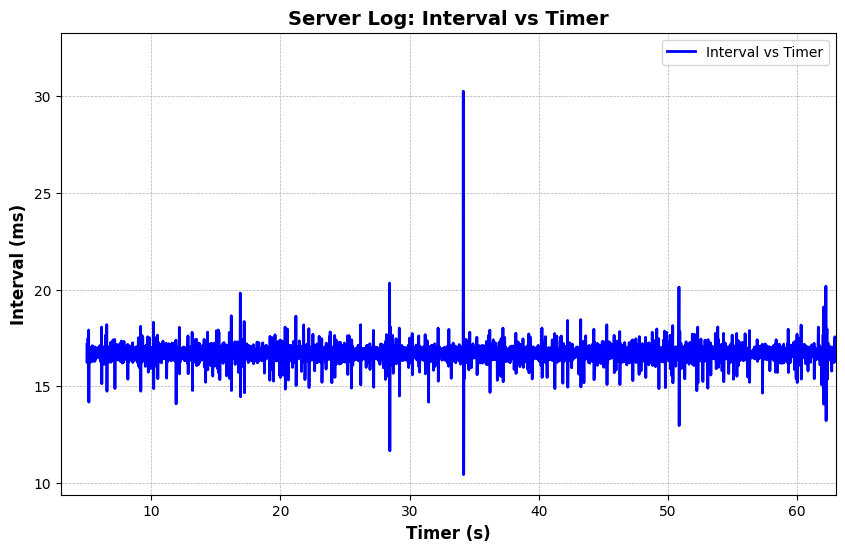 Server Log: Interval vs Timer
Interval vs Timer
Interval (ms)
30
25
20
15
10
10 20 30 40 50 60
Timer (s)